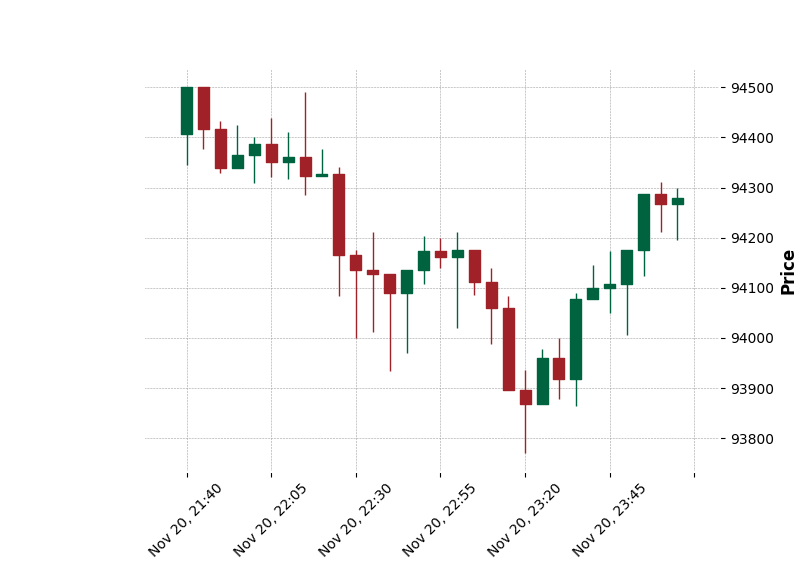 94500
94400
94300
94200
94100
94000
93900
93800
Price
Nov 20, 21:40
Nov 20, 22:05
Nov 20, 22:30
Nov 20, 22:55
Nov 20, 23:20
Nov 20, 23:45